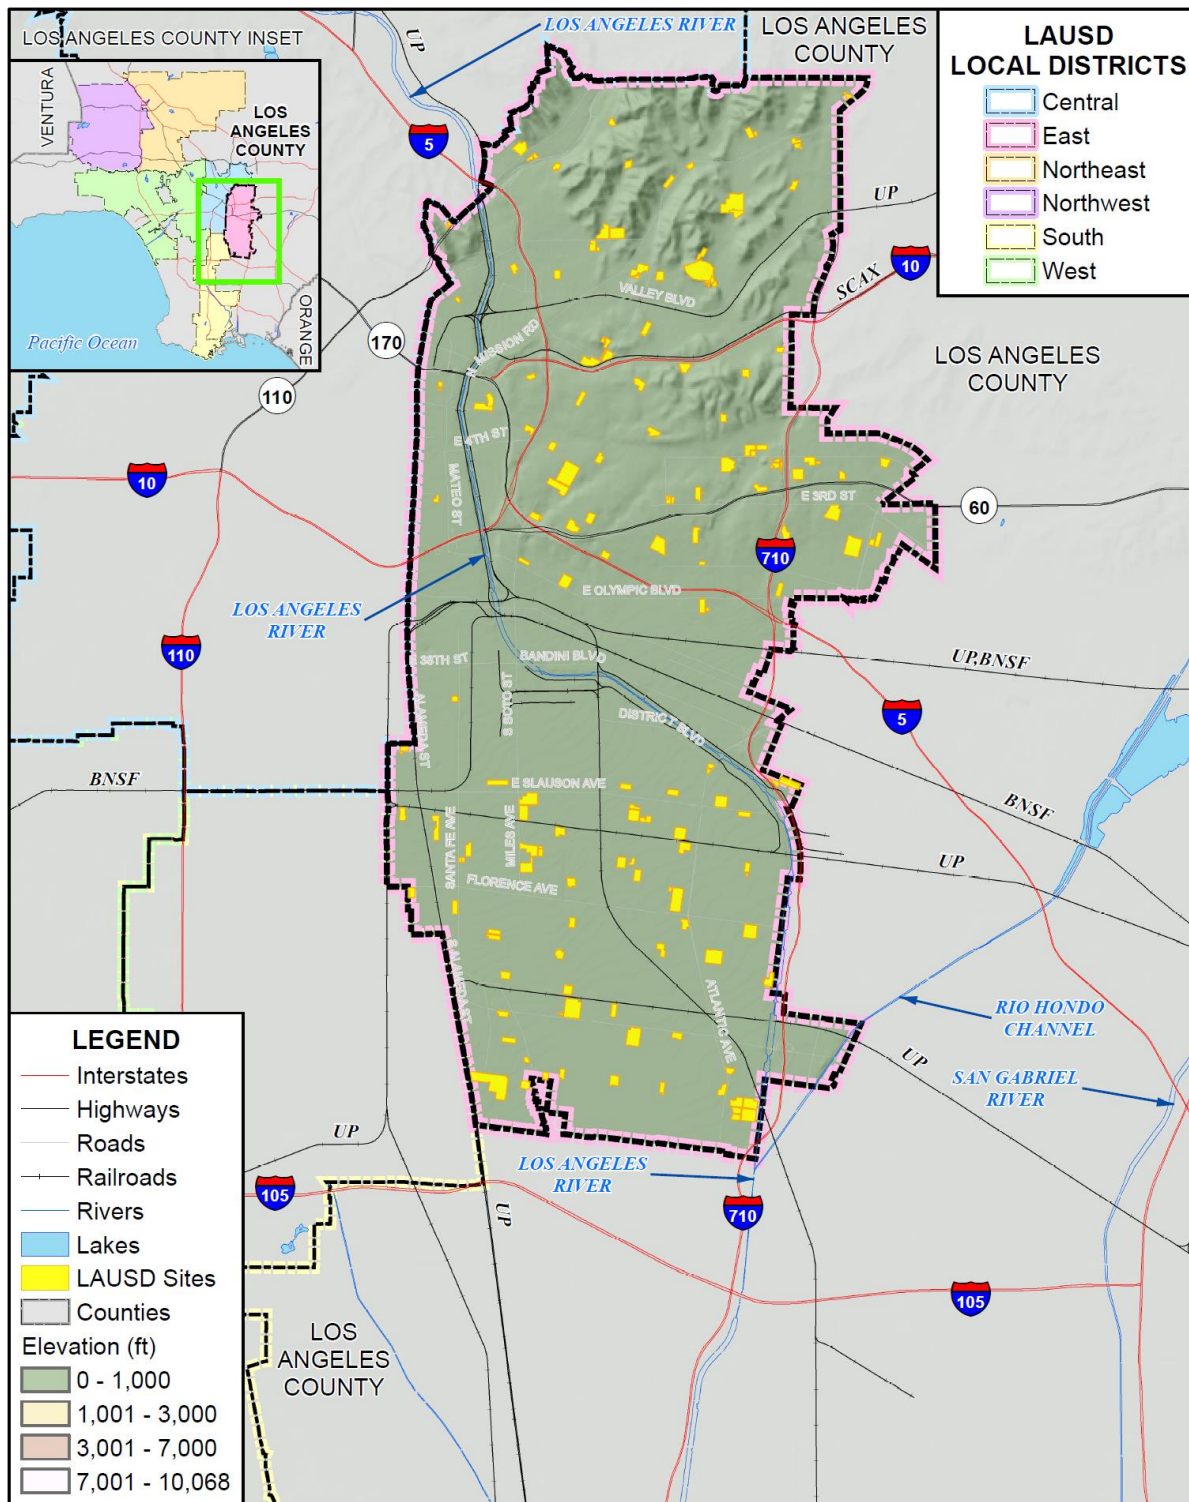 LOS ANGELES COUNTY INSET
VENTURA
LOS
ANGELES
COUNTY
ORANGE
Pacific Ocean
UP
LOS ANGELES RIVER
LOS ANGELES
COUNTY
LAUSD
LOCAL DISTRICTS
Central
East
Northeast
Northwest
South
West
5
UP
10
SCAX
VALLEY BLVD
N MISSION RD
170
110
LOS ANGELES
COUNTY
E 4TH ST
MATEO ST
10
E 3RD ST
60
710
E OLYMPIC BLVD
LOS ANGELES
RIVER
110
E 38TH ST
BANDINI BLVD
UP,BNSF
S SOTO ST
ALAMEDA ST
DISTRICT BLVD
5
BNSF
E SLAUSON AVE
BNSF
SANTA FE AVE
MILES AVE
UP
FLORENCE AVE
S ALAMEDA ST
ATLANTIC AVE
RIO HONDO
CHANNEL
UP
SAN GABRIEL
RIVER
UP
LOS ANGELES
RIVER
105
UP
710
105
LOS
ANGELES
COUNTY
LEGEND
Interstates
Highways
Roads
Railroads
Rivers
Lakes
LAUSD Sites
Counties
Elevation (ft)
0 - 1,000
1,001 - 3,000
3,001 - 7,000
7,001 - 10,068